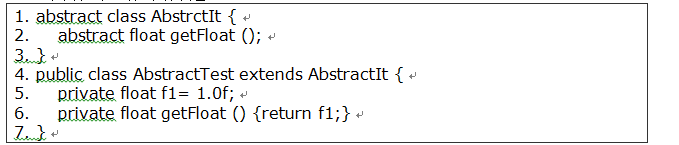 1. abstract class AbstrctIt {
2. abstract float getFloat ();
3. }
4. public class AbstractTest extends AbstractIt {
5. private float f1= 1.0f;
6. private float getFloat () {return f1;}
7. }